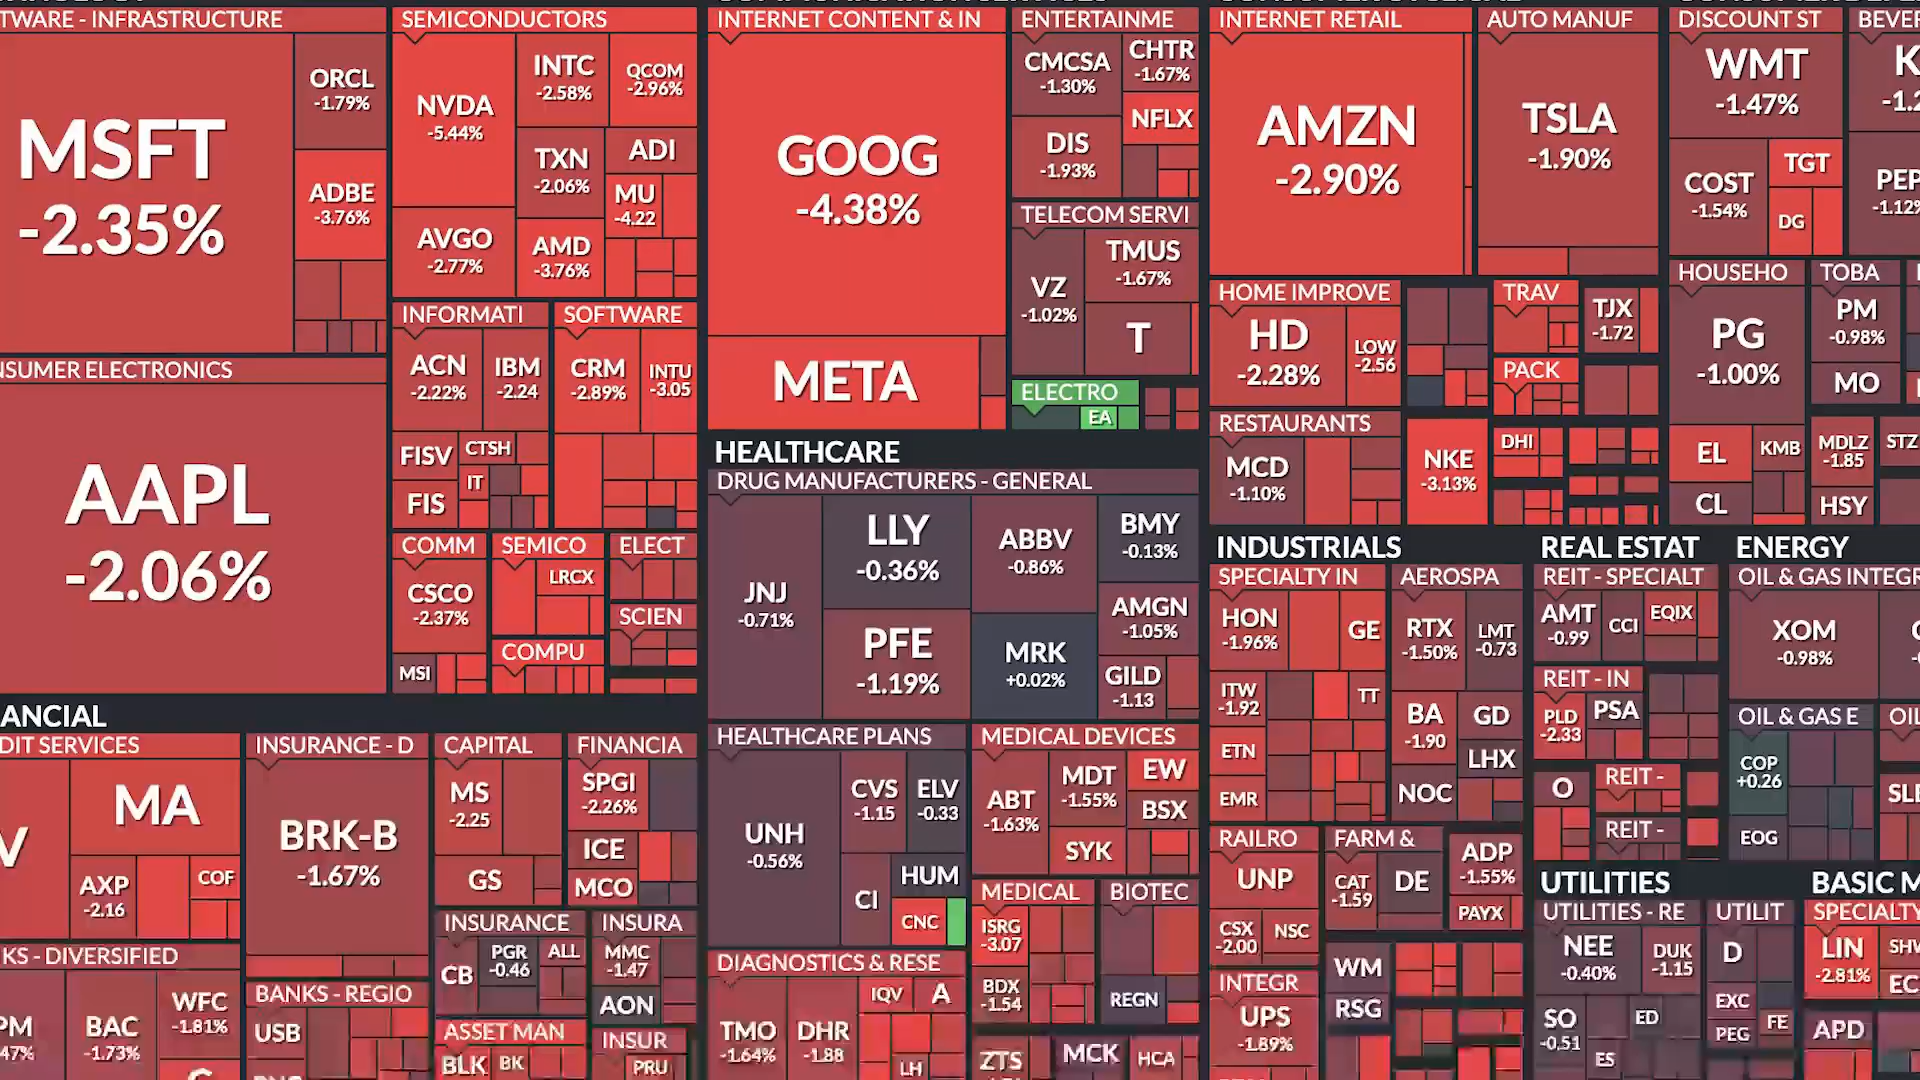 TWARE - INFRASTRUCTURE
MSFT
-2.35%
ORCL
-1.79%
ADBE
-3.76%
NSUMER ELECTRONICS
AAPL
-2.06%
SEMICONDUCTORS
NVDA
-5.44%
INTC
-2.58%
QCOM
-2.96%
TXN
-2.06%
ADI
MU
-4.22
AVGO
-2.77%
AMD
-3.76%
INFORMATI
ACN
-2.22%
IBM
-2.24
FISV
CTSH
IT
FIS
SOFTWARE
CRM
-2.89%
INTU
-3.05
COMM
CSCO
-2.37%
MSI
SEMICO
LRCX
COMPU
ELECT
SCIEN
INTERNET CONTENT & IN
GOOG
-4.38%
META
ENTERTAINME
CMCSA
-1.30%
CHTR
-1.67%
NFLX
DIS
-1.93%
TELECOM SERVI
VZ
-1.02%
TMUS
-1.67%
T
ELECTRO
EA
HEALTHCARE
DRUG MANUFACTURERS - GENERAL
JNJ
-0.71%
LLY
-0.36%
PFE
-1.19%
ABBV
-0.86%
MRK
+0.02%
BMY
-0.13%
AMGN
-1.05%
GILD
-1.13
HEALTHCARE PLANS
UNH
-0.56%
CVS
-1.15
ELV
-0.33
CI
HUM
CNC
MEDICAL DEVICES
ABT
-1.63%
MDT
-1.55%
EW
BSX
SYK
MEDICAL
ISRG
-3.07
BDX
-1.54
BIOTEC
REGN
DIAGNOSTICS & RESE
TMO
-1.64%
DHR
-1.88
IQV
A
LH
ZTS
MCK
HCA
INTERNET RETAIL
AMZN
-2.90%
AUTO MANUF
TSLA
-1.90%
HOME IMPROVE
HD
-2.28%
LOW
-2.56
TRAV
TJX
-1.72
PACK
RESTAURANTS
MCD
-1.10%
NKE
-3.13%
DHI
DISCOUNT ST
WMT
-1.47%
COST
-1.54%
TGT
DG
BEVER
K
-1.2
PEP
-1.12%
HOUSEHO
PG
-1.00%
EL
KMB
CL
TOBA
PM
-0.98%
MO
MDLZ
-1.85
STZ
HSY
INDUSTRIALS
SPECIALTY IN
HON
-1.96%
GE
ITW
-1.92
TT
ETN
EMR
AEROSPA
RTX
-1.50%
LMT
-0.73
BA
-1.90
GD
LHX
NOC
RAILRO
UNP
CSX
-2.00
NSC
FARM &
CAT
-1.59
DE
ADP
-1.55%
PAYX
INTEGR
UPS
-1.89%
WM
RSG
REAL ESTAT
REIT - SPECIALT
AMT
-0.99
CCI
EQIX
REIT - IN
PLD
-2.33
PSA
O
REIT -
REIT -
ENERGY
OIL & GAS INTEGR
XOM
-0.98%
OIL & GAS E
COP
+0.26
EOG
OIL
UTILITIES
UTILITIES - RE
NEE
-0.40%
DUK
-1.15
SO
-0.51
ED
ES
UTILIT
D
EXC
PEG
FE
BASIC M
SPECIALTY
LIN
-2.81%
SHW
EC
APD
ANCIAL
DIT SERVICES
V
MA
AXP
-2.16
COF
KS - DIVERSIFIED
PM
47%
BAC
-1.73%
WFC
-1.81%
INSURANCE - D
BRK-B
-1.67%
BANKS - REGIO
USB
CAPITAL
MS
-2.25
GS
FINANCIA
SPGI
-2.26%
ICE
MCO
INSURANCE
CB
PGR
-0.46
ALL
INSURA
MMC
-1.47
AON
ASSET MAN
BLK
BK
INSUR
PRU